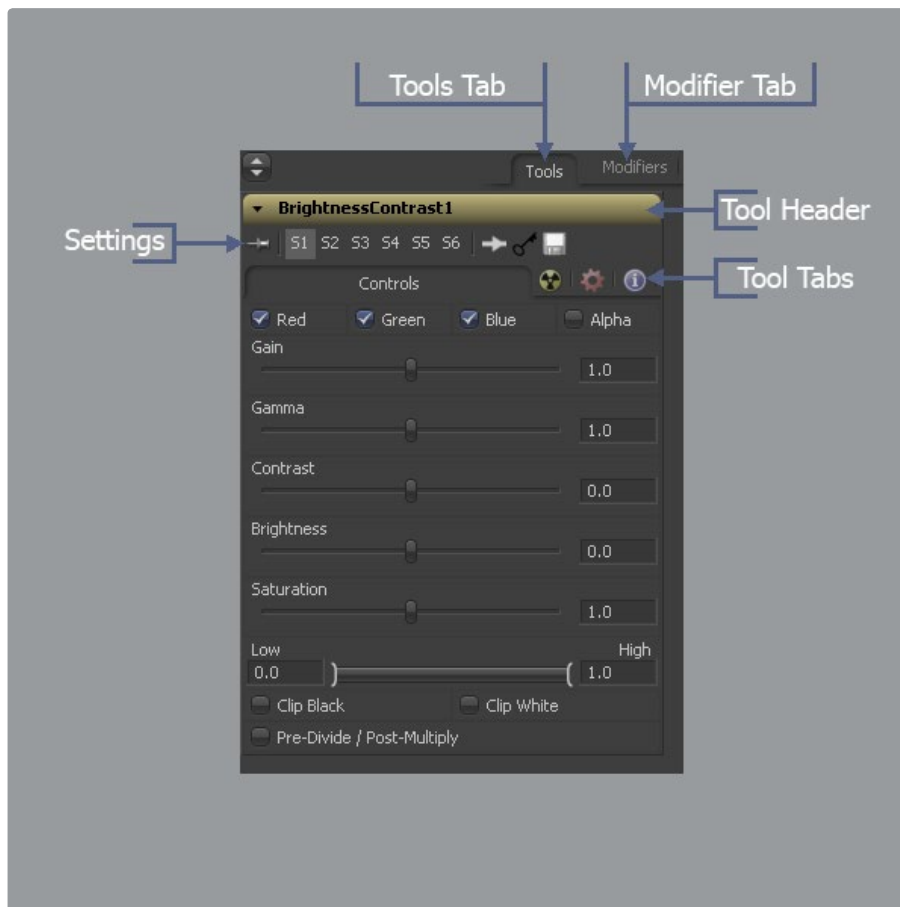 Tools Tab
Modifier Tab
Tools
Modifiers
BrightnessContrast1
Tool Header
Settings
S1 S2 S3 S4 S5 S6
Controls
Tool Tabs
Red Green Blue Alpha
Gain
1.0
Gamma
1.0
Contrast
0.0
Brightness
0.0
Saturation
1.0
Low High
0.0 1.0
Clip Black Clip White
Pre-Divide / Post-Multiply